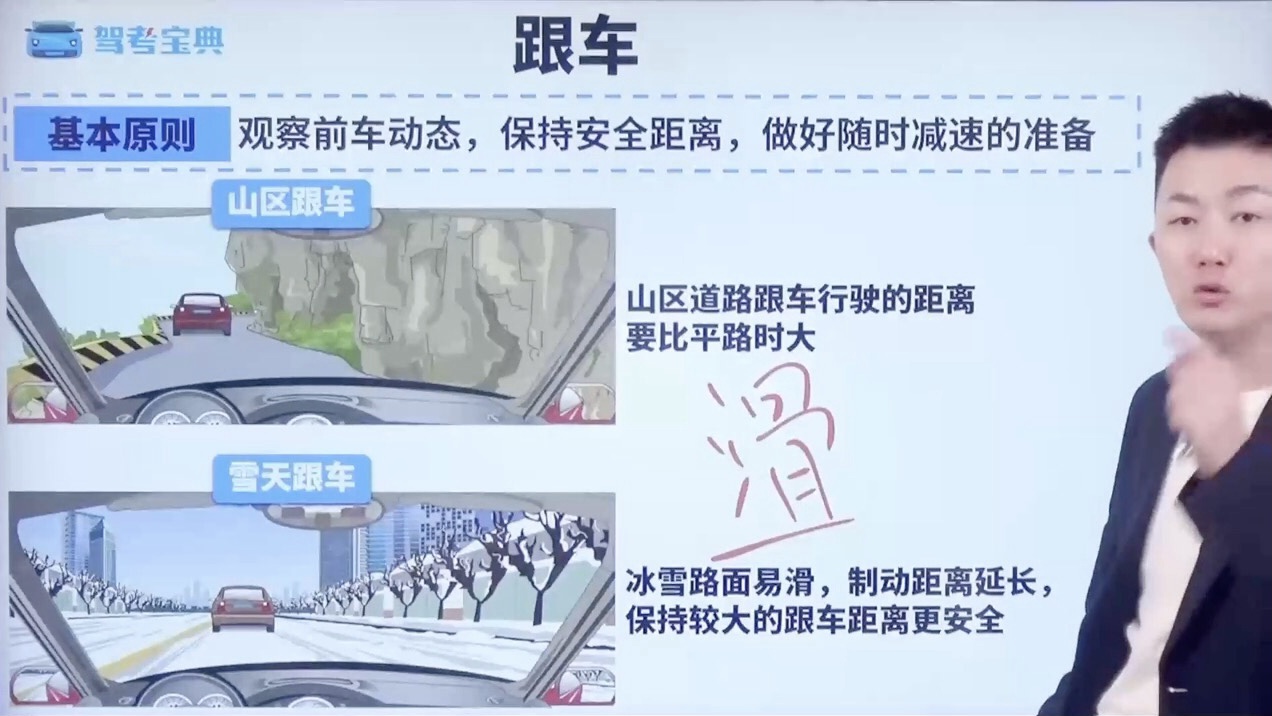 驾考宝典
跟车
基本原则 观察前车动态，保持安全距离，做好随时减速的准备
山区跟车
山区道路跟车行驶的距离
要比平路时大
滑
雪天跟车
冰雪路面易滑，制动距离延长，
保持较大的跟车距离更安全